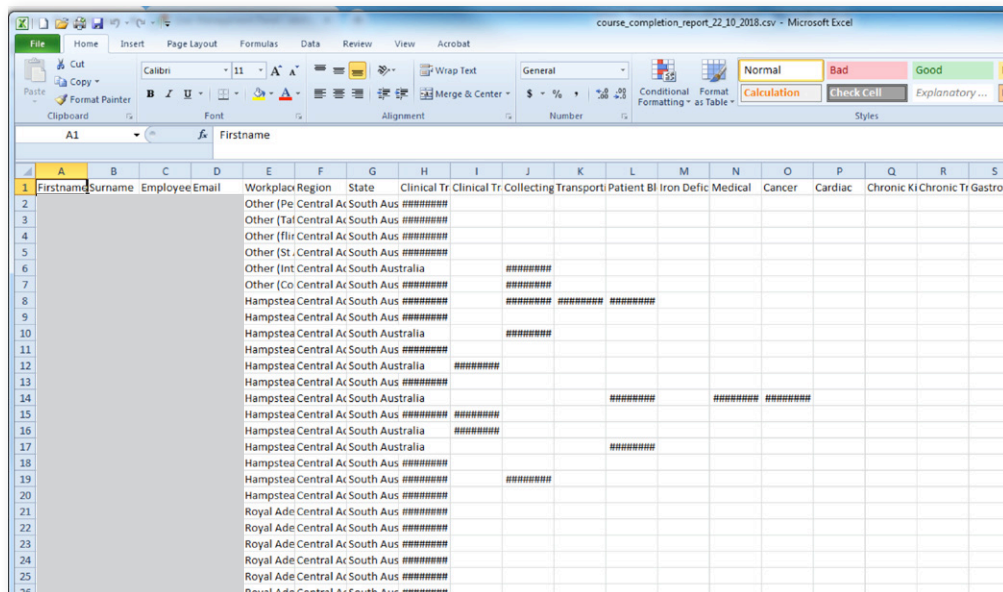 course_completion_report_22_10_2018.csv - Microsoft Excel
File Home Insert Page Layout Formulas Data Review View Acrobat
Paste
Cut
Copy
Format Painter
Clipboard
Calibri 11
B I U
Font
Wrap Text
Merge & Center
Alignment
General
$ % ,
Number
Conditional Formatting
Format as Table
Normal Bad Good
Calculation Check Cell Explanatory ...
Styles
A1 fx Firstname
A B C D E F G H I J K L M N O P Q R S
1 Firstname Surname Employee Email Workplac Region State Clinical Tr Clinical Tr Collecting Transporti Patient Bl Iron Defic Medical Cancer Cardiac Chronic Ki Chronic Tr Gastro
2 Other (Pe Central Ac South Aus ########
3 Other (Taf Central Ac South Aus ########
4 Other (flir Central Ac South Aus ########
5 Other (St. Central Ac South Aus ########
6 Other (Int Central Ac South Australia ########
7 Other (Co Central Ac South Aus ######## ########
8 Hampstea Central Ac South Aus ######## ######## ######## ########
9 Hampstea Central Ac South Aus ########
10 Hampstea Central Ac South Australia ########
11 Hampstea Central Ac South Aus ########
12 Hampstea Central Ac South Australia ########
13 Hampstea Central Ac South Aus ########
14 Hampstea Central Ac South Australia ######## ######## ########
15 Hampstea Central Ac South Aus ######## ########
16 Hampstea Central Ac South Australia ########
17 Hampstea Central Ac South Australia ########
18 Hampstea Central Ac South Aus ########
19 Hampstea Central Ac South Aus ######## ########
20 Hampstea Central Ac South Aus ########
21 Royal Ade Central Ac South Aus ########
22 Royal Ade Central Ac South Aus ########
23 Royal Ade Central Ac South Aus ########
24 Royal Ade Central Ac South Aus ########
25 Royal Ade Central Ac South Aus ########